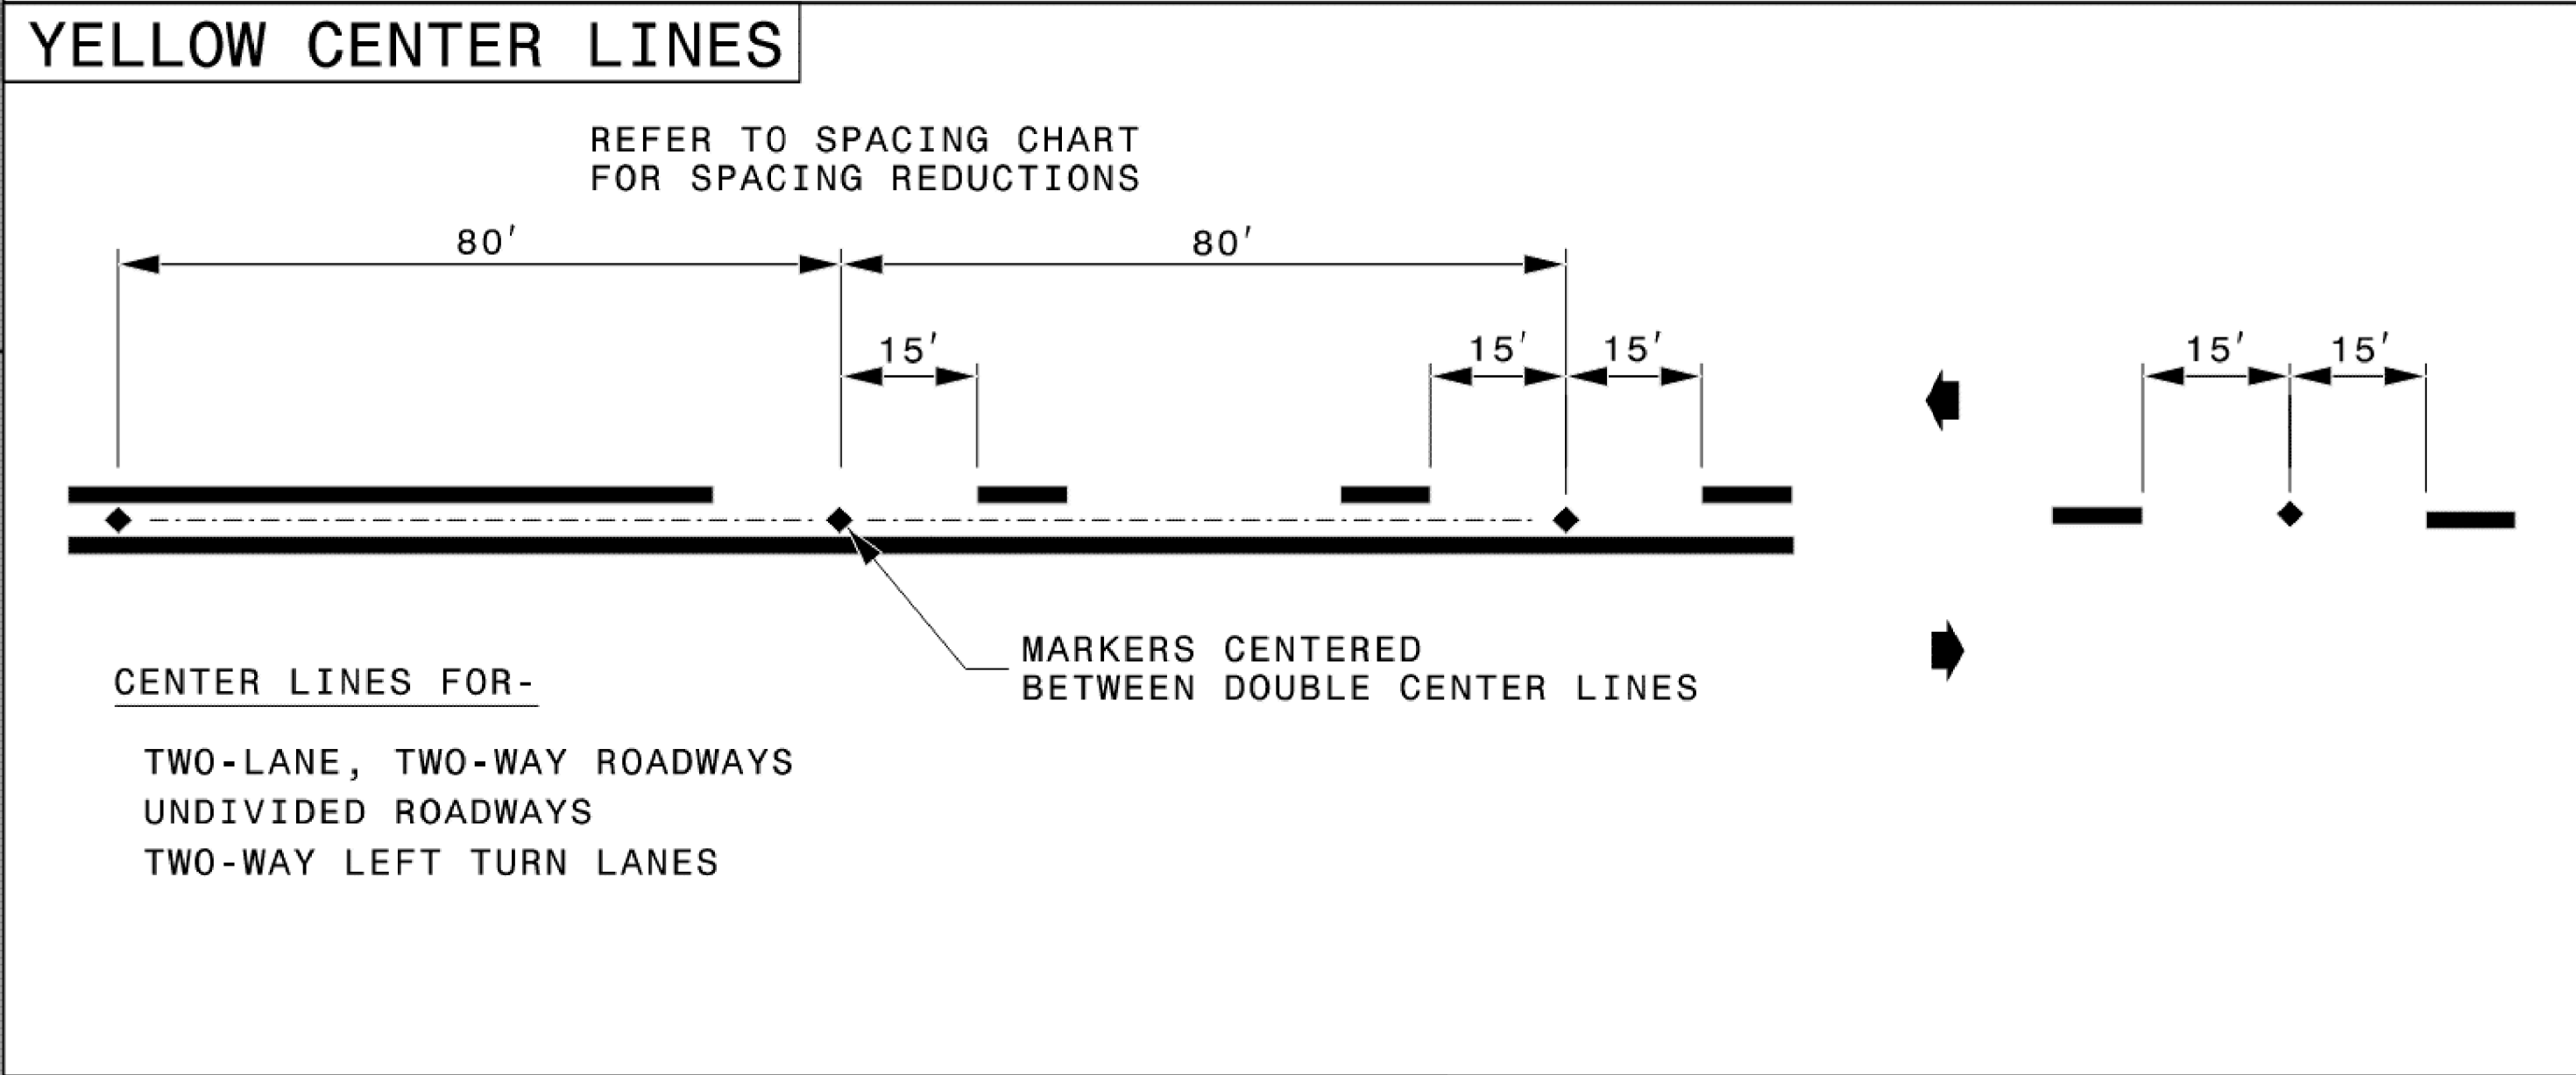 YELLOW CENTER LINES
REFER TO SPACING CHART
FOR SPACING REDUCTIONS
80'
80'
15'
15'
15'
15'
15'
MARKERS CENTERED
BETWEEN DOUBLE CENTER LINES
CENTER LINES FOR-
TWO-LANE, TWO-WAY ROADWAYS
UNDIVIDED ROADWAYS
TWO-WAY LEFT TURN LANES